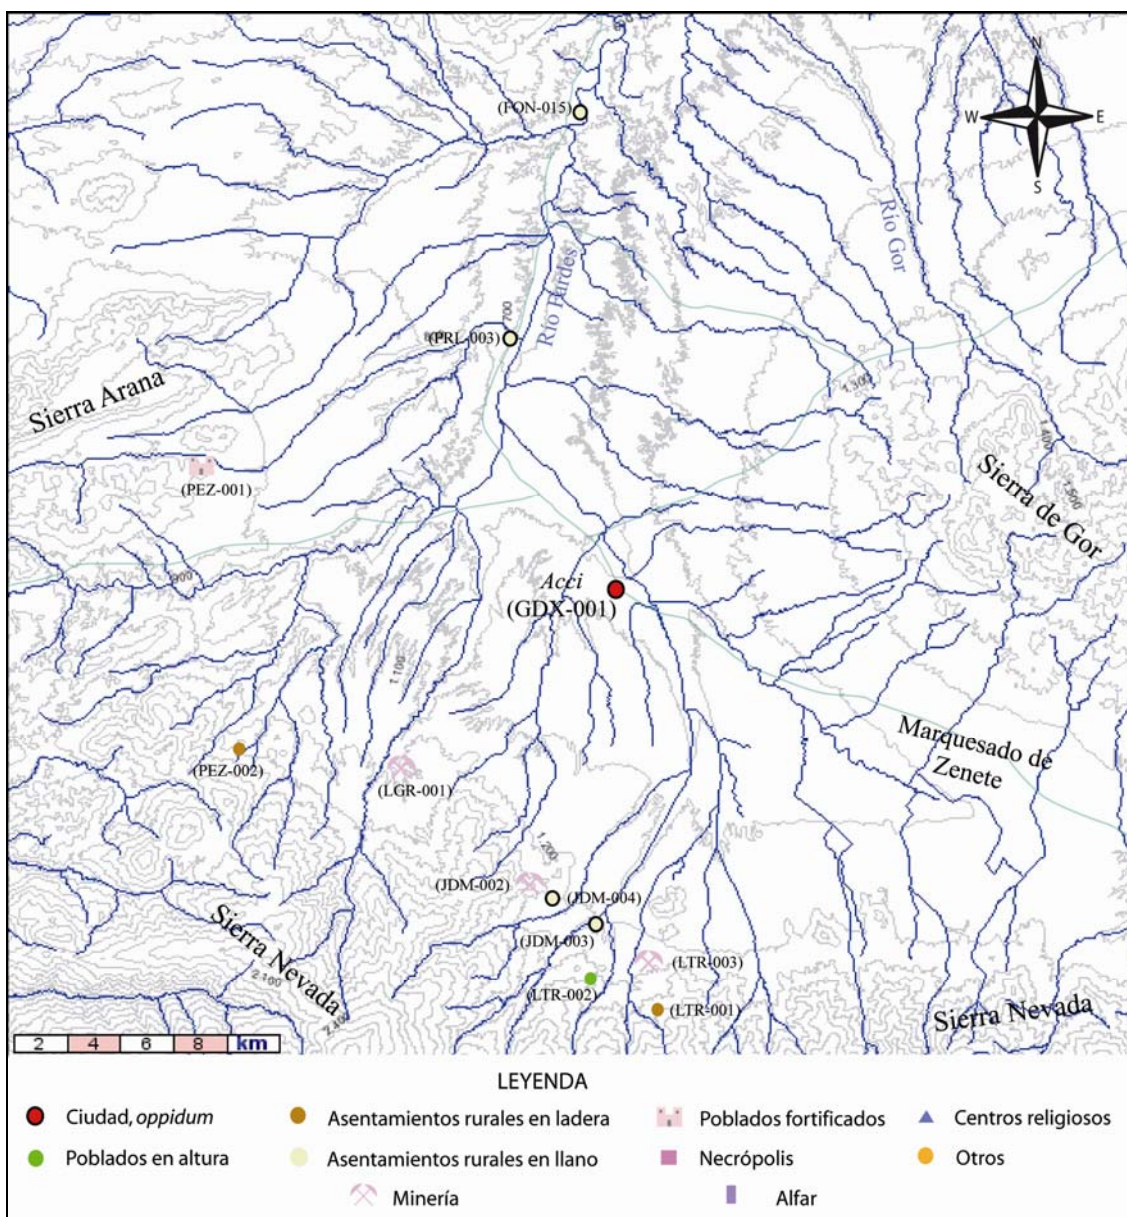 N
(FON-015)
W
E
S
Río Gor
Río Fardes
700
(PRL-003)
Sierra Arana
1.300
1.400
(PEZ-001)
Sierra de Gor
1.500
900
Acci
(GDX-001)
1.100
Marquesado de
Zenete
(PEZ-002)
(LGR-001)
1.200
(JDM-002)
(JDM-004)
Sierra Nevada
(JDM-003)
(LTR-003)
2.100
(LTR-002)
(LTR-001)
Sierra Nevada
2.400
2 4 6 8 km
LEYENDA
Ciudad, oppidum
Asentamientos rurales en ladera
Poblados fortificados
Centros religiosos
Poblados en altura
Asentamientos rurales en llano
Necrópolis
Otros
Minería
Alfar